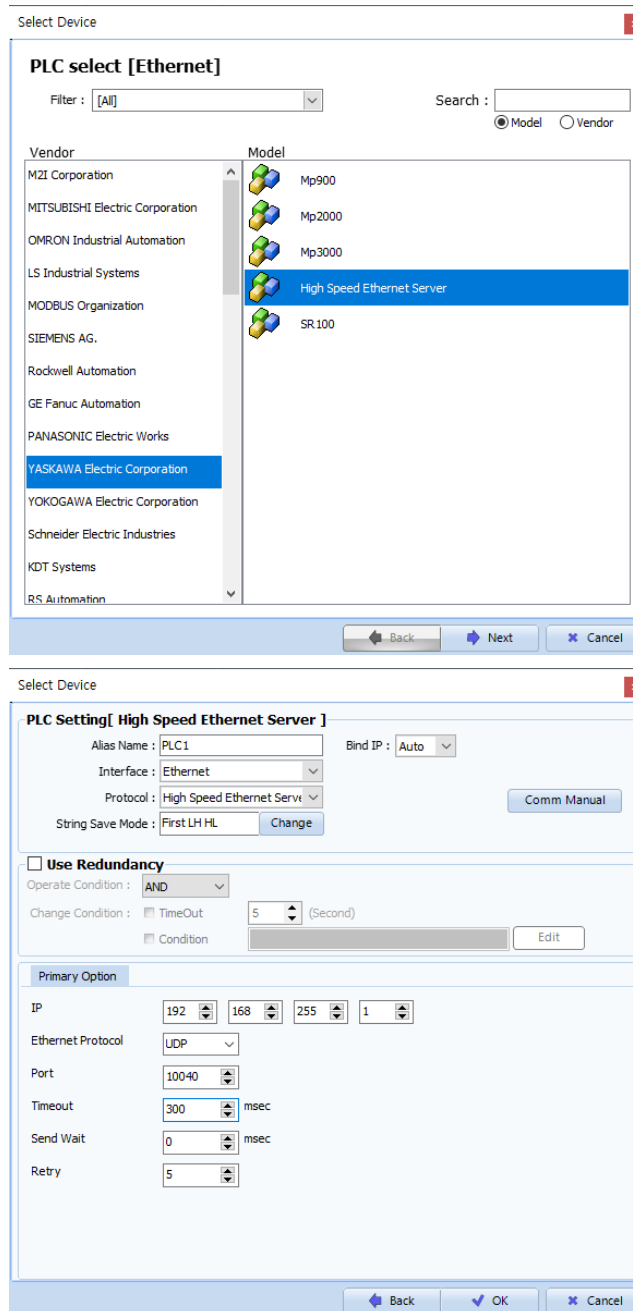 Select Device
PLC select [Ethernet]
Filter : [All]
Search :
Model Vendor
Vendor
M2I Corporation
MITSUBISHI Electric Corporation
OMRON Industrial Automation
LS Industrial Systems
MODBUS Organization
SIEMENS AG.
Rockwell Automation
GE Fanuc Automation
PANASONIC Electric Works
YASKAWA Electric Corporation
YOKOGAWA Electric Corporation
Schneider Electric Industries
KDT Systems
RS Automation
Model
Mp900
Mp2000
Mp3000
High Speed Ethernet Server
SR100
Back Next Cancel
Select Device
PLC Setting[ High Speed Ethernet Server ]
Alias Name : PLC1 Bind IP : Auto
Interface : Ethernet
Protocol : High Speed Ethernet Serve Comm Manual
String Save Mode : First LH HL Change
Use Redundancy
Operate Condition : AND
Change Condition : TimeOut 5 (Second)
Condition Edit
Primary Option
IP 192 168 255 1
Ethernet Protocol UDP
Port 10040
Timeout 300 msec
Send Wait 0 msec
Retry 5
Back OK Cancel